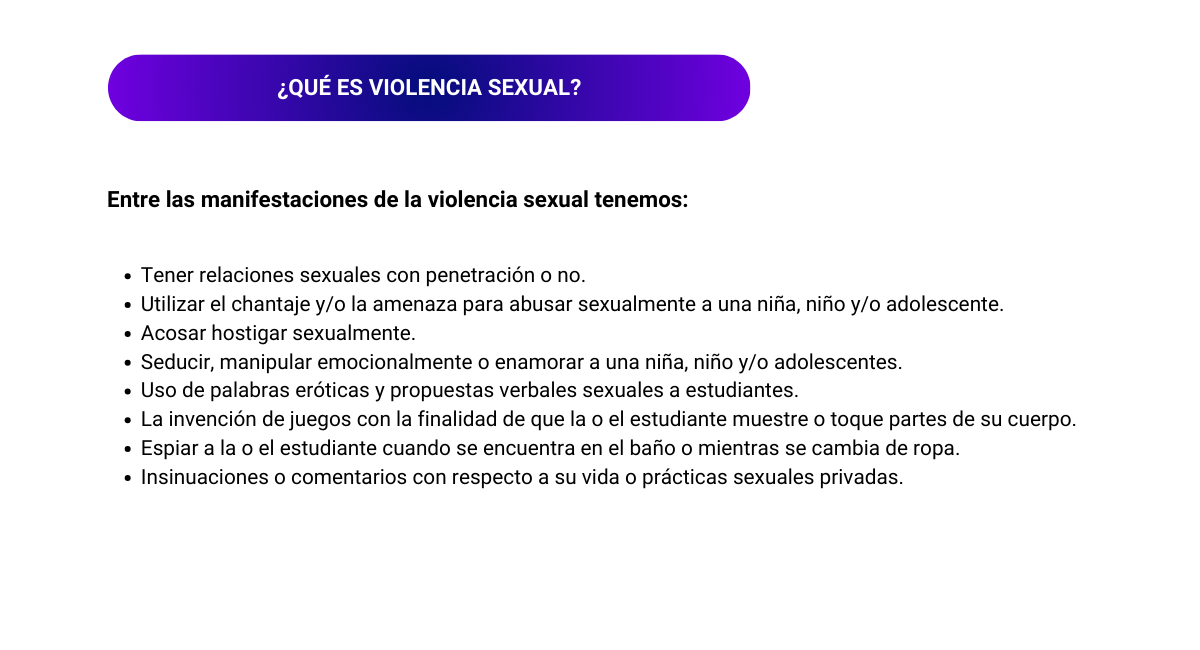 ¿QUÉ ES VIOLENCIA SEXUAL?
Entre las manifestaciones de la violencia sexual tenemos:
• Tener relaciones sexuales con penetración o no.
• Utilizar el chantaje y/o la amenaza para abusar sexualmente a una niña, niño y/o adolescente.
• Acosar hostigar sexualmente.
• Seducir, manipular emocionalmente o enamorar a una niña, niño y/o adolescentes.
• Uso de palabras eróticas y propuestas verbales sexuales a estudiantes.
• La invención de juegos con la finalidad de que la o el estudiante muestre o toque partes de su cuerpo.
• Espiar a la o el estudiante cuando se encuentra en el baño o mientras se cambia de ropa.
• Insinuaciones o comentarios con respecto a su vida o prácticas sexuales privadas.